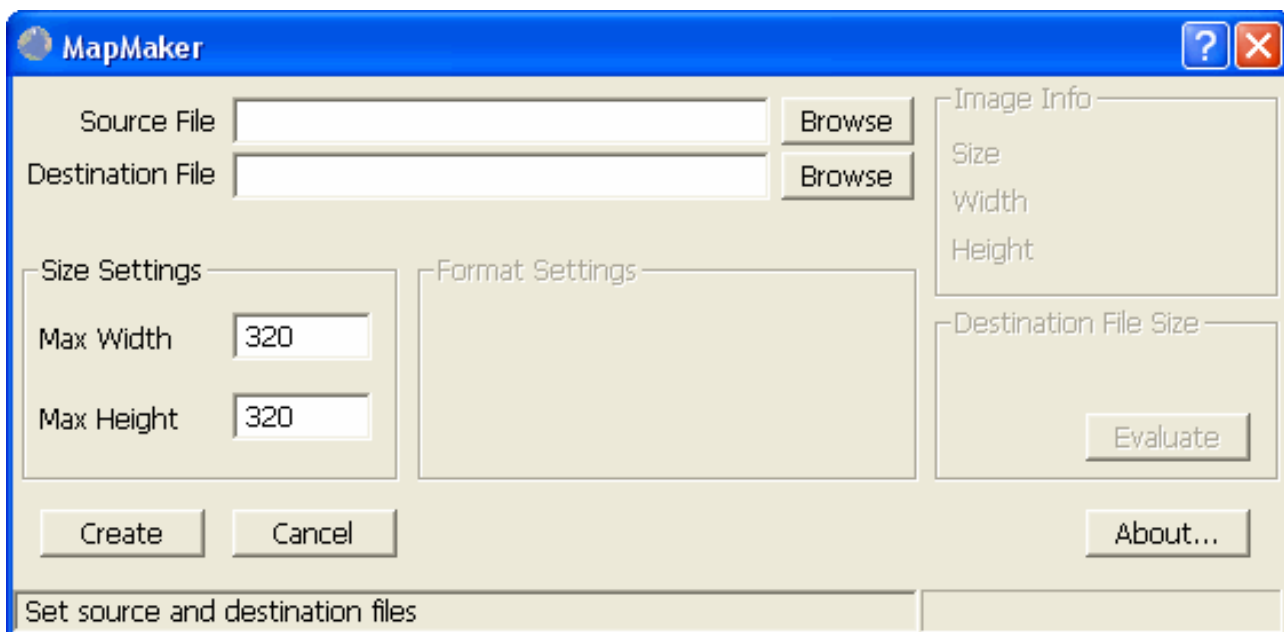 MapMaker
Source File
Browse
Destination File
Browse
Image Info
Size
Width
Height
Size Settings
Max Width
320
Max Height
320
Format Settings
Destination File Size
Evaluate
Create
Cancel
About...
Set source and destination files